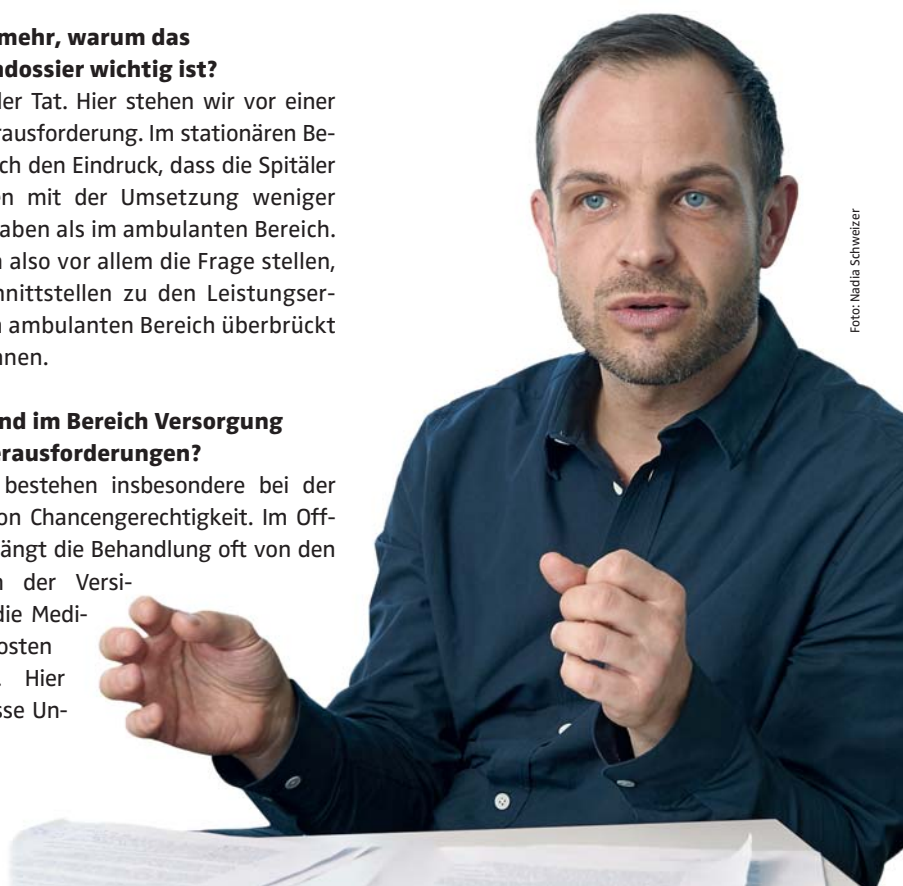 mehr, warum das
ndossier wichtig ist?
ler Tat. Hier stehen wir vor einer
rausforderung. Im stationären Be-
ch den Eindruck, dass die Spitäler
en mit der Umsetzung weniger
aben als im ambulanten Bereich.
n also vor allem die Frage stellen,
hnittstellen zu den Leistungser-
n ambulanten Bereich überbrückt
nnen.
nd im Bereich Versorgung
erausforderungen?
bestehen insbesondere bei der
on Chancengerechtigkeit. Im Off-
ängt die Behandlung oft von den
n der Versi-
die Medi-
osten
. Hier
sse Un-
Foto: Nadia Schweizer